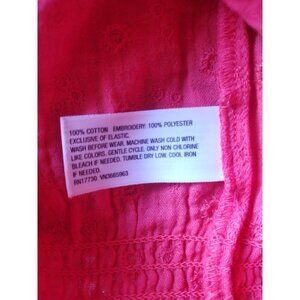 100% COTTON EMBROIDERY: 100% POLYESTER
EXCLUSIVE OF ELASTIC.
WASH BEFORE WEAR. MACHINE WASH COLD WITH
LIKE COLORS. GENTLE CYCLE. ONLY NON CHLORINE
BLEACH IF NEEDED. TUMBLE DRY LOW. COOL IRON
IF NEEDED.
RN17730 VN3665963